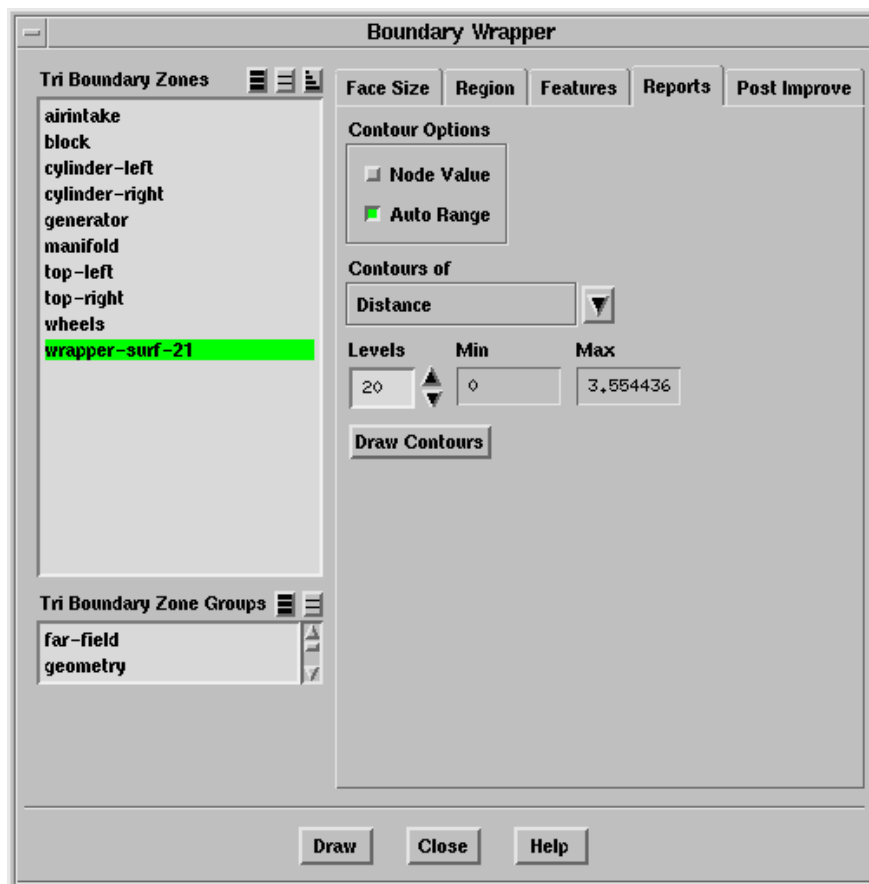 Boundary Wrapper
Tri Boundary Zones
airintake
block
cylinder-left
cylinder-right
generator
manifold
top-left
top-right
wheels
wrapper-surf-21
Tri Boundary Zone Groups
far-field
geometry
Face Size Region Features Reports Post Improve
Contour Options
Node Value
Auto Range
Contours of
Distance
Levels Min Max
20 0 3.554436
Draw Contours
Draw Close Help